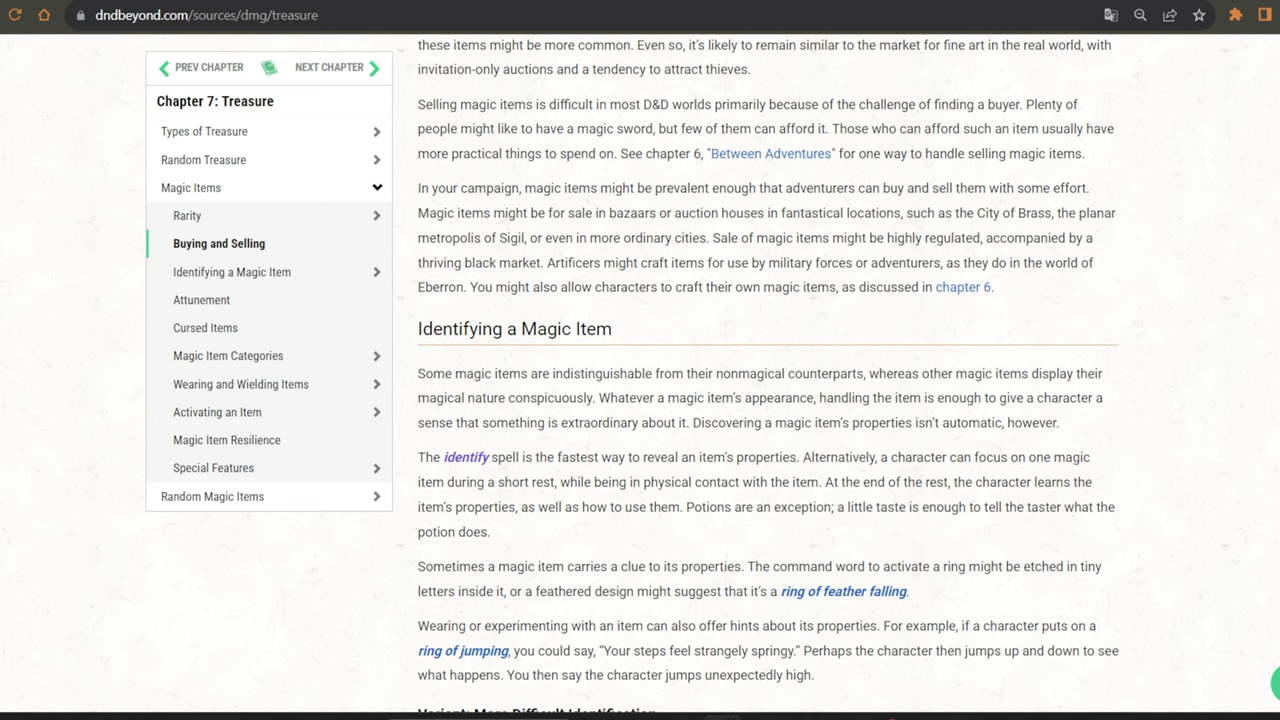 dndbeyond.com/sources/dmg/treasure
PREV CHAPTER
NEXT CHAPTER
Chapter 7: Treasure
Types of Treasure
Random Treasure
Magic Items
Rarity
Buying and Selling
Identifying a Magic Item
Attunement
Cursed Items
Magic Item Categories
Wearing and Wielding Items
Activating an Item
Magic Item Resilience
Special Features
Random Magic Items
these items might be more common. Even so, it's likely to remain similar to the market for fine art in the real world, with
invitation-only auctions and a tendency to attract thieves.
Selling magic items is difficult in most D&D worlds primarily because of the challenge of finding a buyer. Plenty of
people might like to have a magic sword, but few of them can afford it. Those who can afford such an item usually have
more practical things to spend on. See chapter 6, "Between Adventures" for one way to handle selling magic items.
In your campaign, magic items might be prevalent enough that adventurers can buy and sell them with some effort.
Magic items might be for sale in bazaars or auction houses in fantastical locations, such as the City of Brass, the planar
metropolis of Sigil, or even in more ordinary cities. Sale of magic items might be highly regulated, accompanied by a
thriving black market. Artificers might craft items for use by military forces or adventurers, as they do in the world of
Eberron. You might also allow characters to craft their own magic items, as discussed in chapter 6.
Identifying a Magic Item
Some magic items are indistinguishable from their nonmagical counterparts, whereas other magic items display their
magical nature conspicuously. Whatever a magic item's appearance, handling the item is enough to give a character a
sense that something is extraordinary about it. Discovering a magic item's properties isn't automatic, however.
The identify spell is the fastest way to reveal an item's properties. Alternatively, a character can focus on one magic
item during a short rest, while being in physical contact with the item. At the end of the rest, the character learns the
item's properties, as well as how to use them. Potions are an exception; a little taste is enough to tell the taster what the
potion does.
Sometimes a magic item carries a clue to its properties. The command word to activate a ring might be etched in tiny
letters inside it, or a feathered design might suggest that it's a ring of feather falling.
Wearing or experimenting with an item can also offer hints about its properties. For example, if a character puts on a
ring of jumping, you could say, “Your steps feel strangely springy.” Perhaps the character then jumps up and down to see
what happens. You then say the character jumps unexpectedly high.
Variant: More Difficult Identification